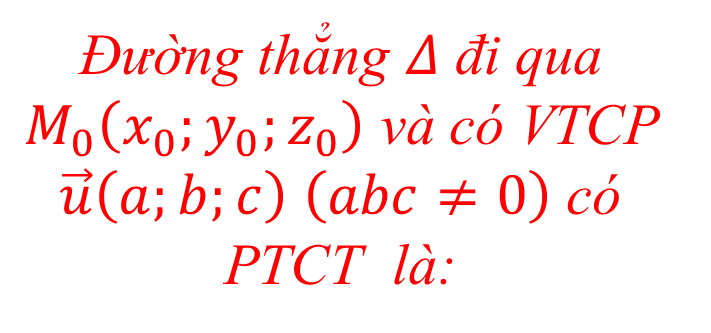 Đường thẳng Δ đi qua
M₀(x₀; y₀; z₀) và có VTCP
u⃗(a; b; c) (abc ≠ 0) có
PTCT là: